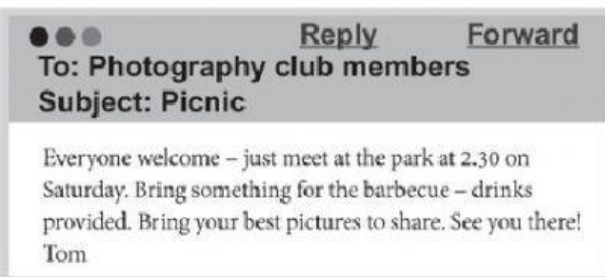 Reply Forward
To: Photography club members
Subject: Picnic
Everyone welcome – just meet at the park at 2.30 on
Saturday. Bring something for the barbecue – drinks
provided. Bring your best pictures to share. See you there!
Tom